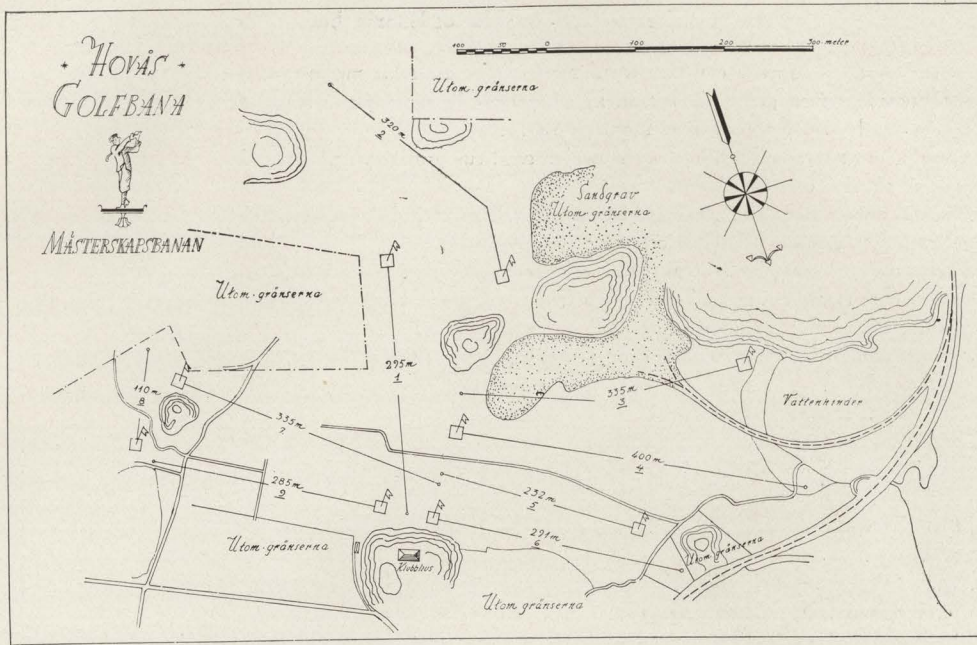 HOVÅS
GOLFBANA
MÄSTERSKAPSBANAN
100 50 0 100 200 300 meter
Utom gränserna
320 m
2
Sandgrav
Utom gränserna
Utom gränserna
295 m
1
110 m
8
335 m
7
335 m
3
Vattenhinder
400 m
4
285 m
9
232 m
5
291 m
6
Utom gränserna
Klubbhus
Utom gränserna
Utom gränserna